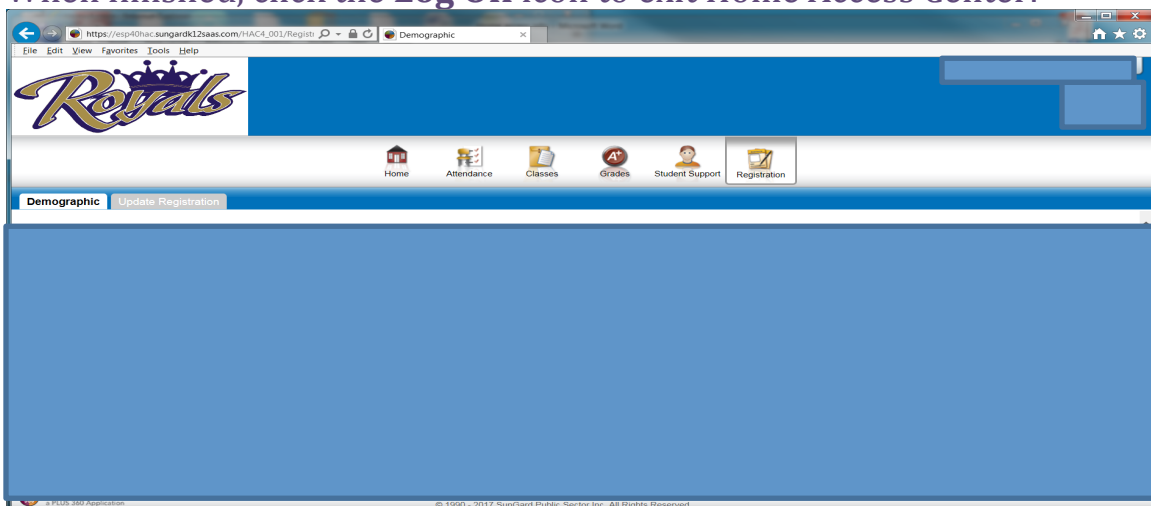 When finished, click the Log Off icon to exit Home Access Center.
https://esp40hac.sungardk12saas.com/HAC4_001/Regist Demographic
File Edit View Favorites Tools Help
Royals
Home Attendance Classes A+ Grades Student Support Registration
Demographic Update Registration
a PLUS 360 Application © 1990 - 2017 SunGard Public Sector Inc. All Rights Reserved